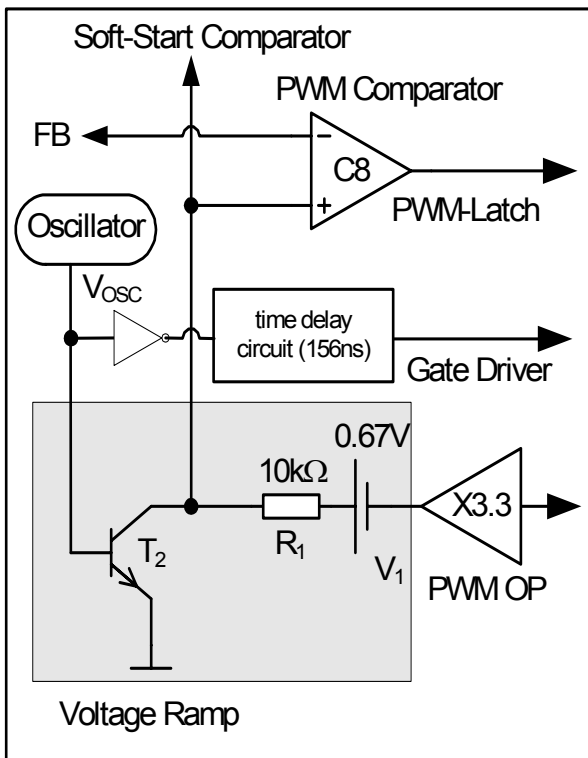 Soft-Start Comparator
PWM Comparator
FB
−
C8
+
PWM-Latch
Oscillator
VOSC
time delay
circuit (156ns)
Gate Driver
0.67V
10kΩ
X3.3
T2
R1
V1
PWM OP
Voltage Ramp